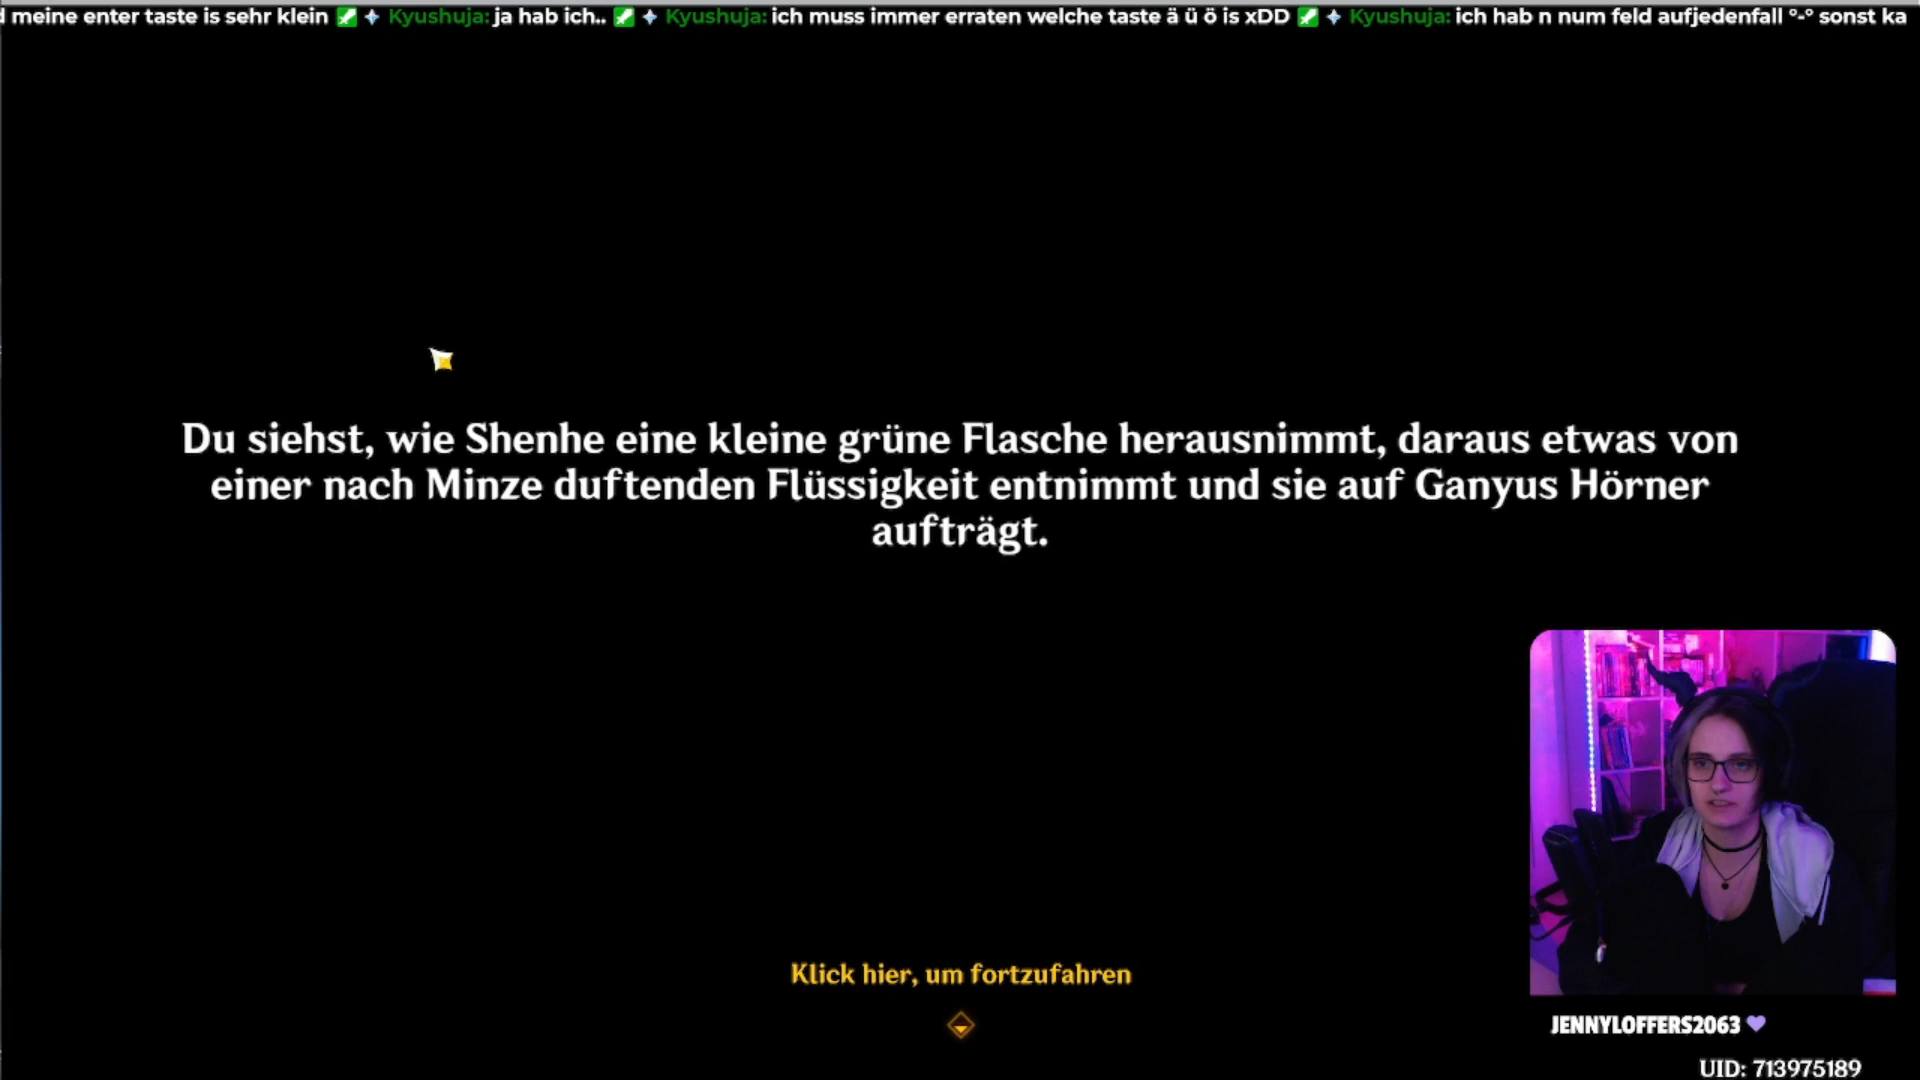 meine enter taste is sehr klein Kyushuja: ja hab ich.. Kyushuja: ich muss immer erraten welche taste ä ü ö is xDD Kyushuja: ich hab n num feld aufjedenfall °-° sonst ka
Du siehst, wie Shenhe eine kleine grüne Flasche herausnimmt, daraus etwas von
einer nach Minze duftenden Flüssigkeit entnimmt und sie auf Ganyus Hörner
aufträgt.
Klick hier, um fortzufahren
JENNYLOFFERS2063
UID: 713975189